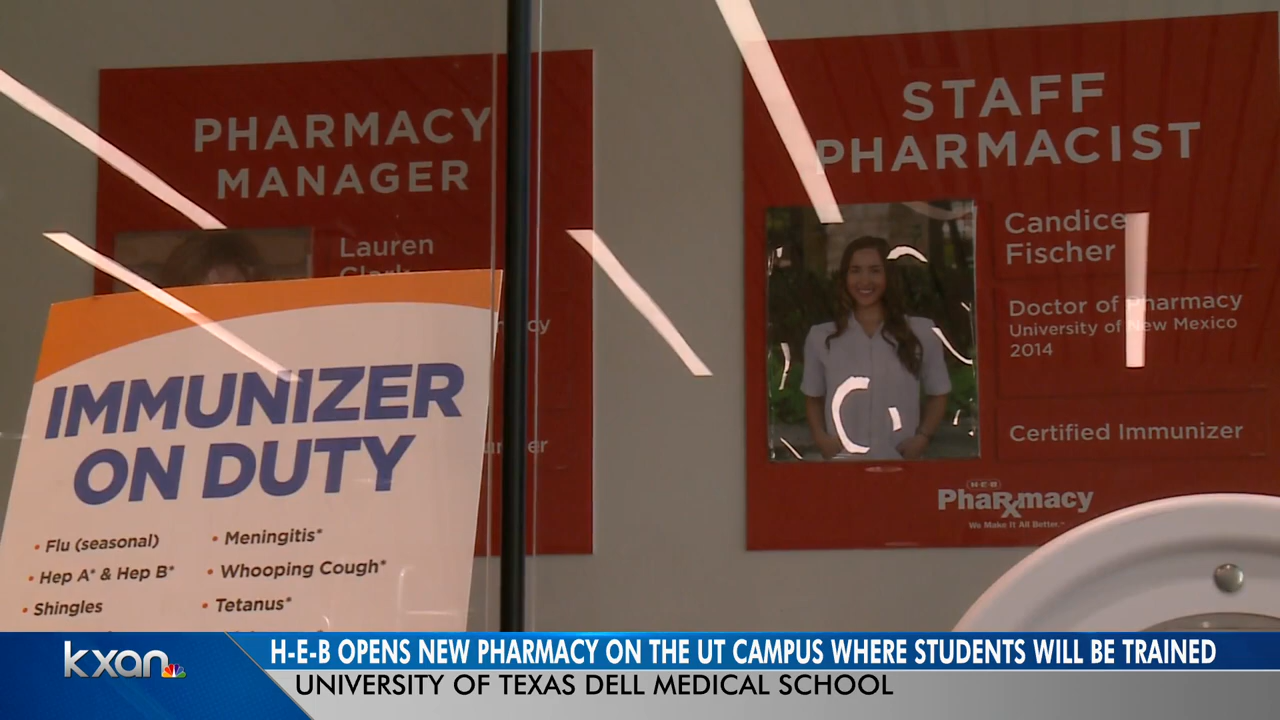 PHARMACY
MANAGER
Lauren
Clark
STAFF
PHARMACIST
Candice
Fischer
Doctor of Pharmacy
University of New Mexico
2014
Certified Immunizer
H-E-B
Pharmacy
We Make It All Better.™
IMMUNIZER
ON DUTY
• Flu (seasonal)
• Hep A* & Hep B*
• Shingles
• Meningitis*
• Whooping Cough*
• Tetanus*
kxan
H-E-B OPENS NEW PHARMACY ON THE UT CAMPUS WHERE STUDENTS WILL BE TRAINED
UNIVERSITY OF TEXAS DELL MEDICAL SCHOOL